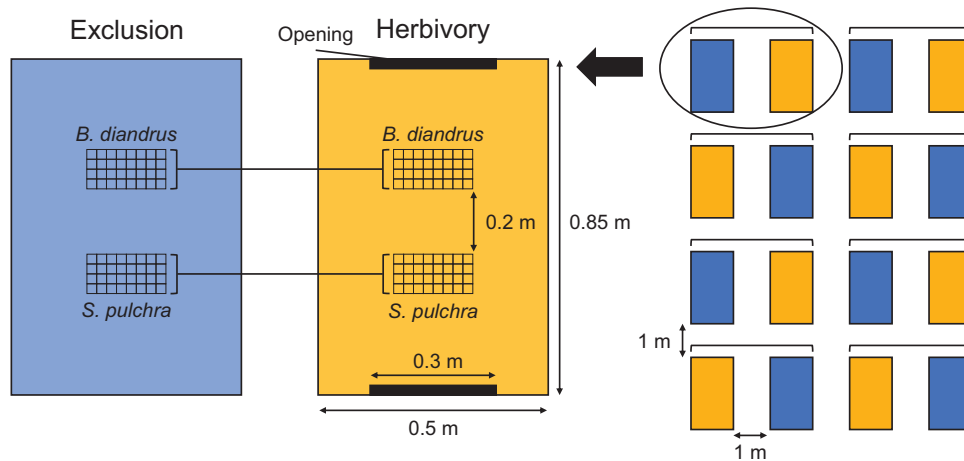 Exclusion
Opening
Herbivory
B. diandrus
B. diandrus
0.2 m
0.85 m
S. pulchra
S. pulchra
0.3 m
0.5 m
1 m
1 m